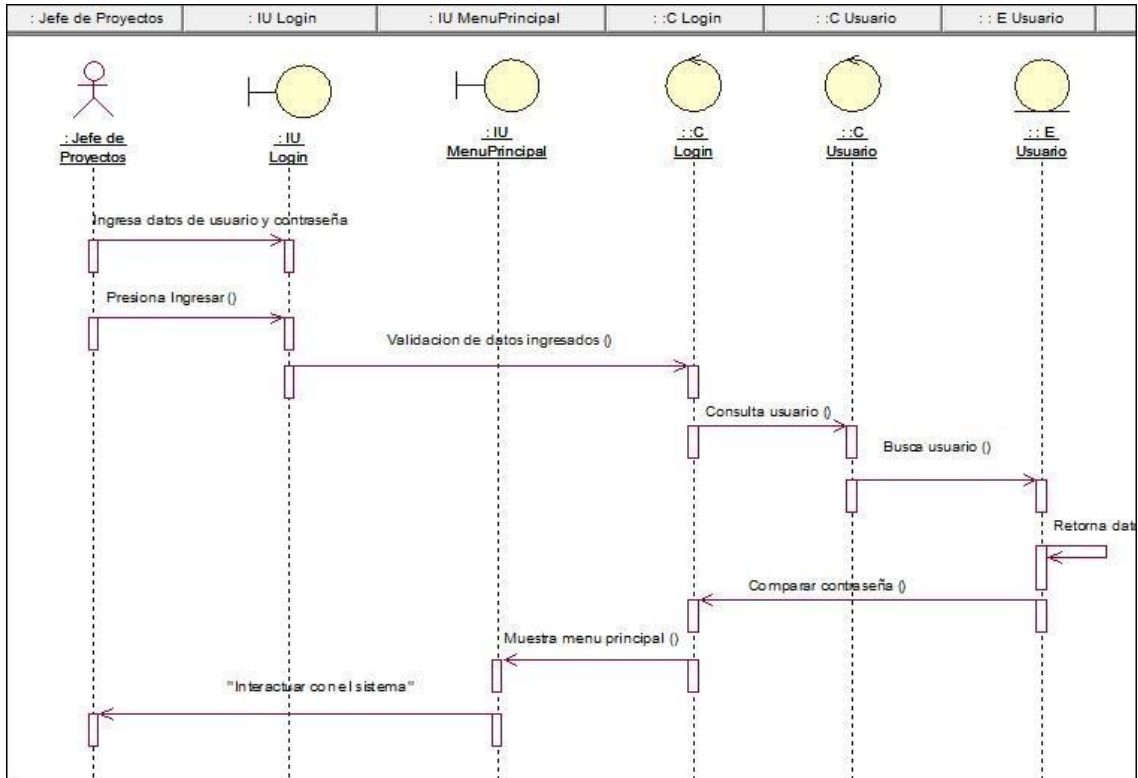 : Jefe de Proyectos : IU Login : IU MenuPrincipal : :C Login : :C Usuario : : E Usuario
: Jefe de
Proyectos
: IU
Login
: IU
MenuPrincipal
: :C
Login
: :C
Usuario
: : E
Usuario
Ingresa datos de usuario y contraseña
Presiona Ingresar ()
Validacion de datos ingresados ()
Consulta usuario ()
Busca usuario ()
Retorna dat
Comparar contraseña ()
Muestra menu principal ()
"Interactuar con el sistema"